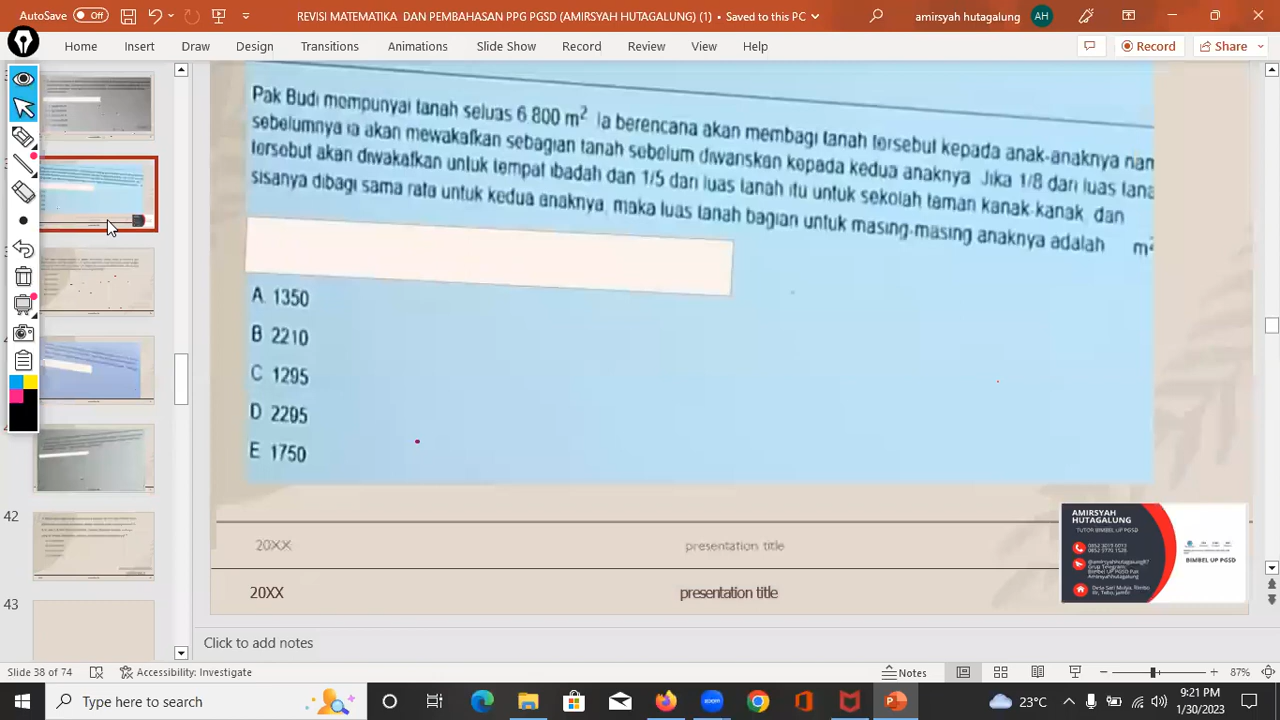 AutoSave Off REVISI MATEMATIKA DAN PEMBAHASAN PPG PGSD (AMIRSYAH HUTAGALUNG) (1) • Saved to this PC amirsyah hutagalung AH
Home Insert Draw Design Transitions Animations Slide Show Record Review View Help Record Share
Pak Budi mempunyai tanah seluas 6 800 m² Ia berencana akan membagi tanah tersebut kepada anak-anaknya nam
sebelumnya ia akan mewakafkan sebagian tanah sebelum diwariskan kepada kedua anaknya Jika 1/8 dari luas tana
tersebut akan diwakafkan untuk tempat ibadah dan 1/5 dari luas tanah itu untuk sekolah taman kanak-kanak, dan
sisanya dibagi sama rata untuk kedua anaknya, maka luas tanah bagian untuk masing-masing anaknya adalah m²
A 1350
B 2210
C 1295
D 2295
E 1750
20XX presentation title
20XX presentation title
AMIRSYAH
HUTAGALUNG
TUTOR BIMBEL UP PGSD
BIMBEL UP PGSD
42
43
Click to add notes
Slide 38 of 74 Accessibility: Investigate Notes 87%
Type here to search 23°C 9:21 PM
1/30/2023